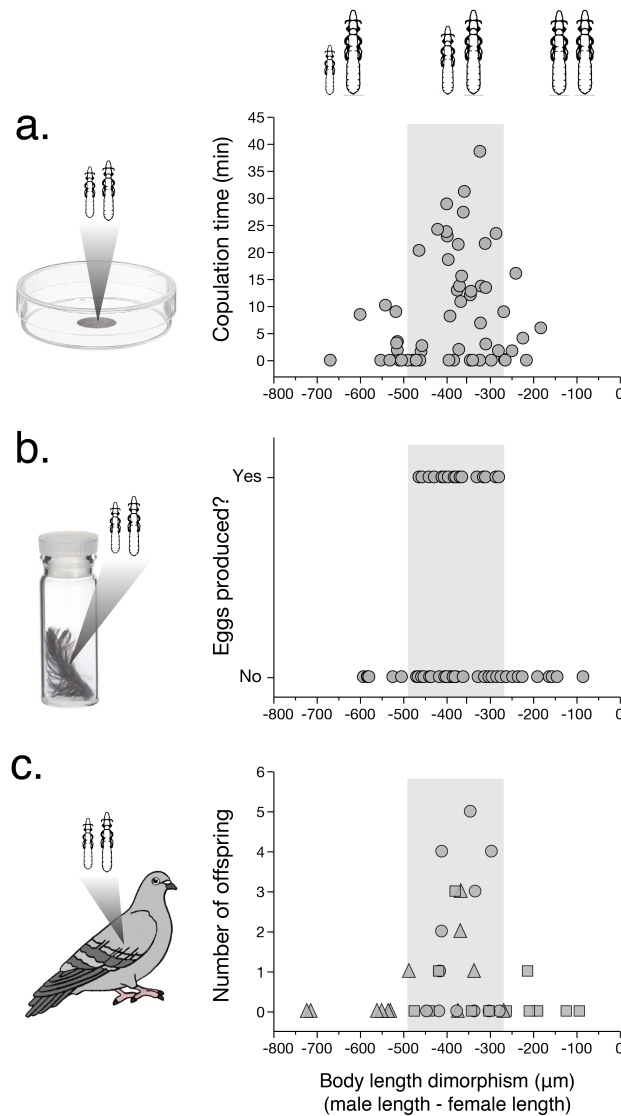 a.
Copulation time (min)
45
40
35
30
25
20
15
10
5
0
-800 -700 -600 -500 -400 -300 -200 -100 0
b.
Eggs produced?
Yes
No
-800 -700 -600 -500 -400 -300 -200 -100 0
c.
Number of offspring
6
5
4
3
2
1
0
-800 -700 -600 -500 -400 -300 -200 -100 0
Body length dimorphism (µm)
(male length - female length)